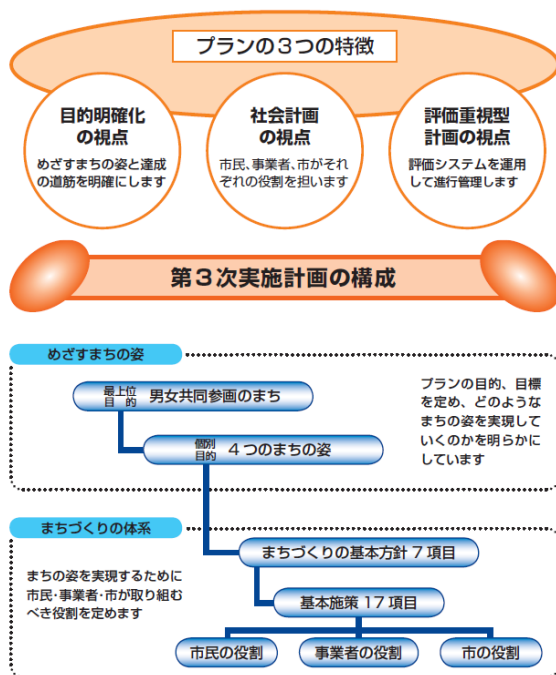 プランの３つの特徴
目的明確化
の視点
めざすまちの姿と達成
の道筋を明確にします
社会計画
の視点
市民、事業者、市がそれ
ぞれの役割を担います
評価重視型
計画の視点
評価システムを運用
して進行管理します
第３次実施計画の構成
めざすまちの姿
最上位
目　的
男女共同参画のまち
個別
目的
４つのまちの姿
プランの目的、目標
を定め、どのような
まちの姿を実現して
いくのかを明らかに
しています
まちづくりの体系
まちの姿を実現するために
市民・事業者・市が取り組む
べき役割を定めます
まちづくりの基本方針 7 項目
基本施策 17 項目
市民の役割
事業者の役割
市の役割